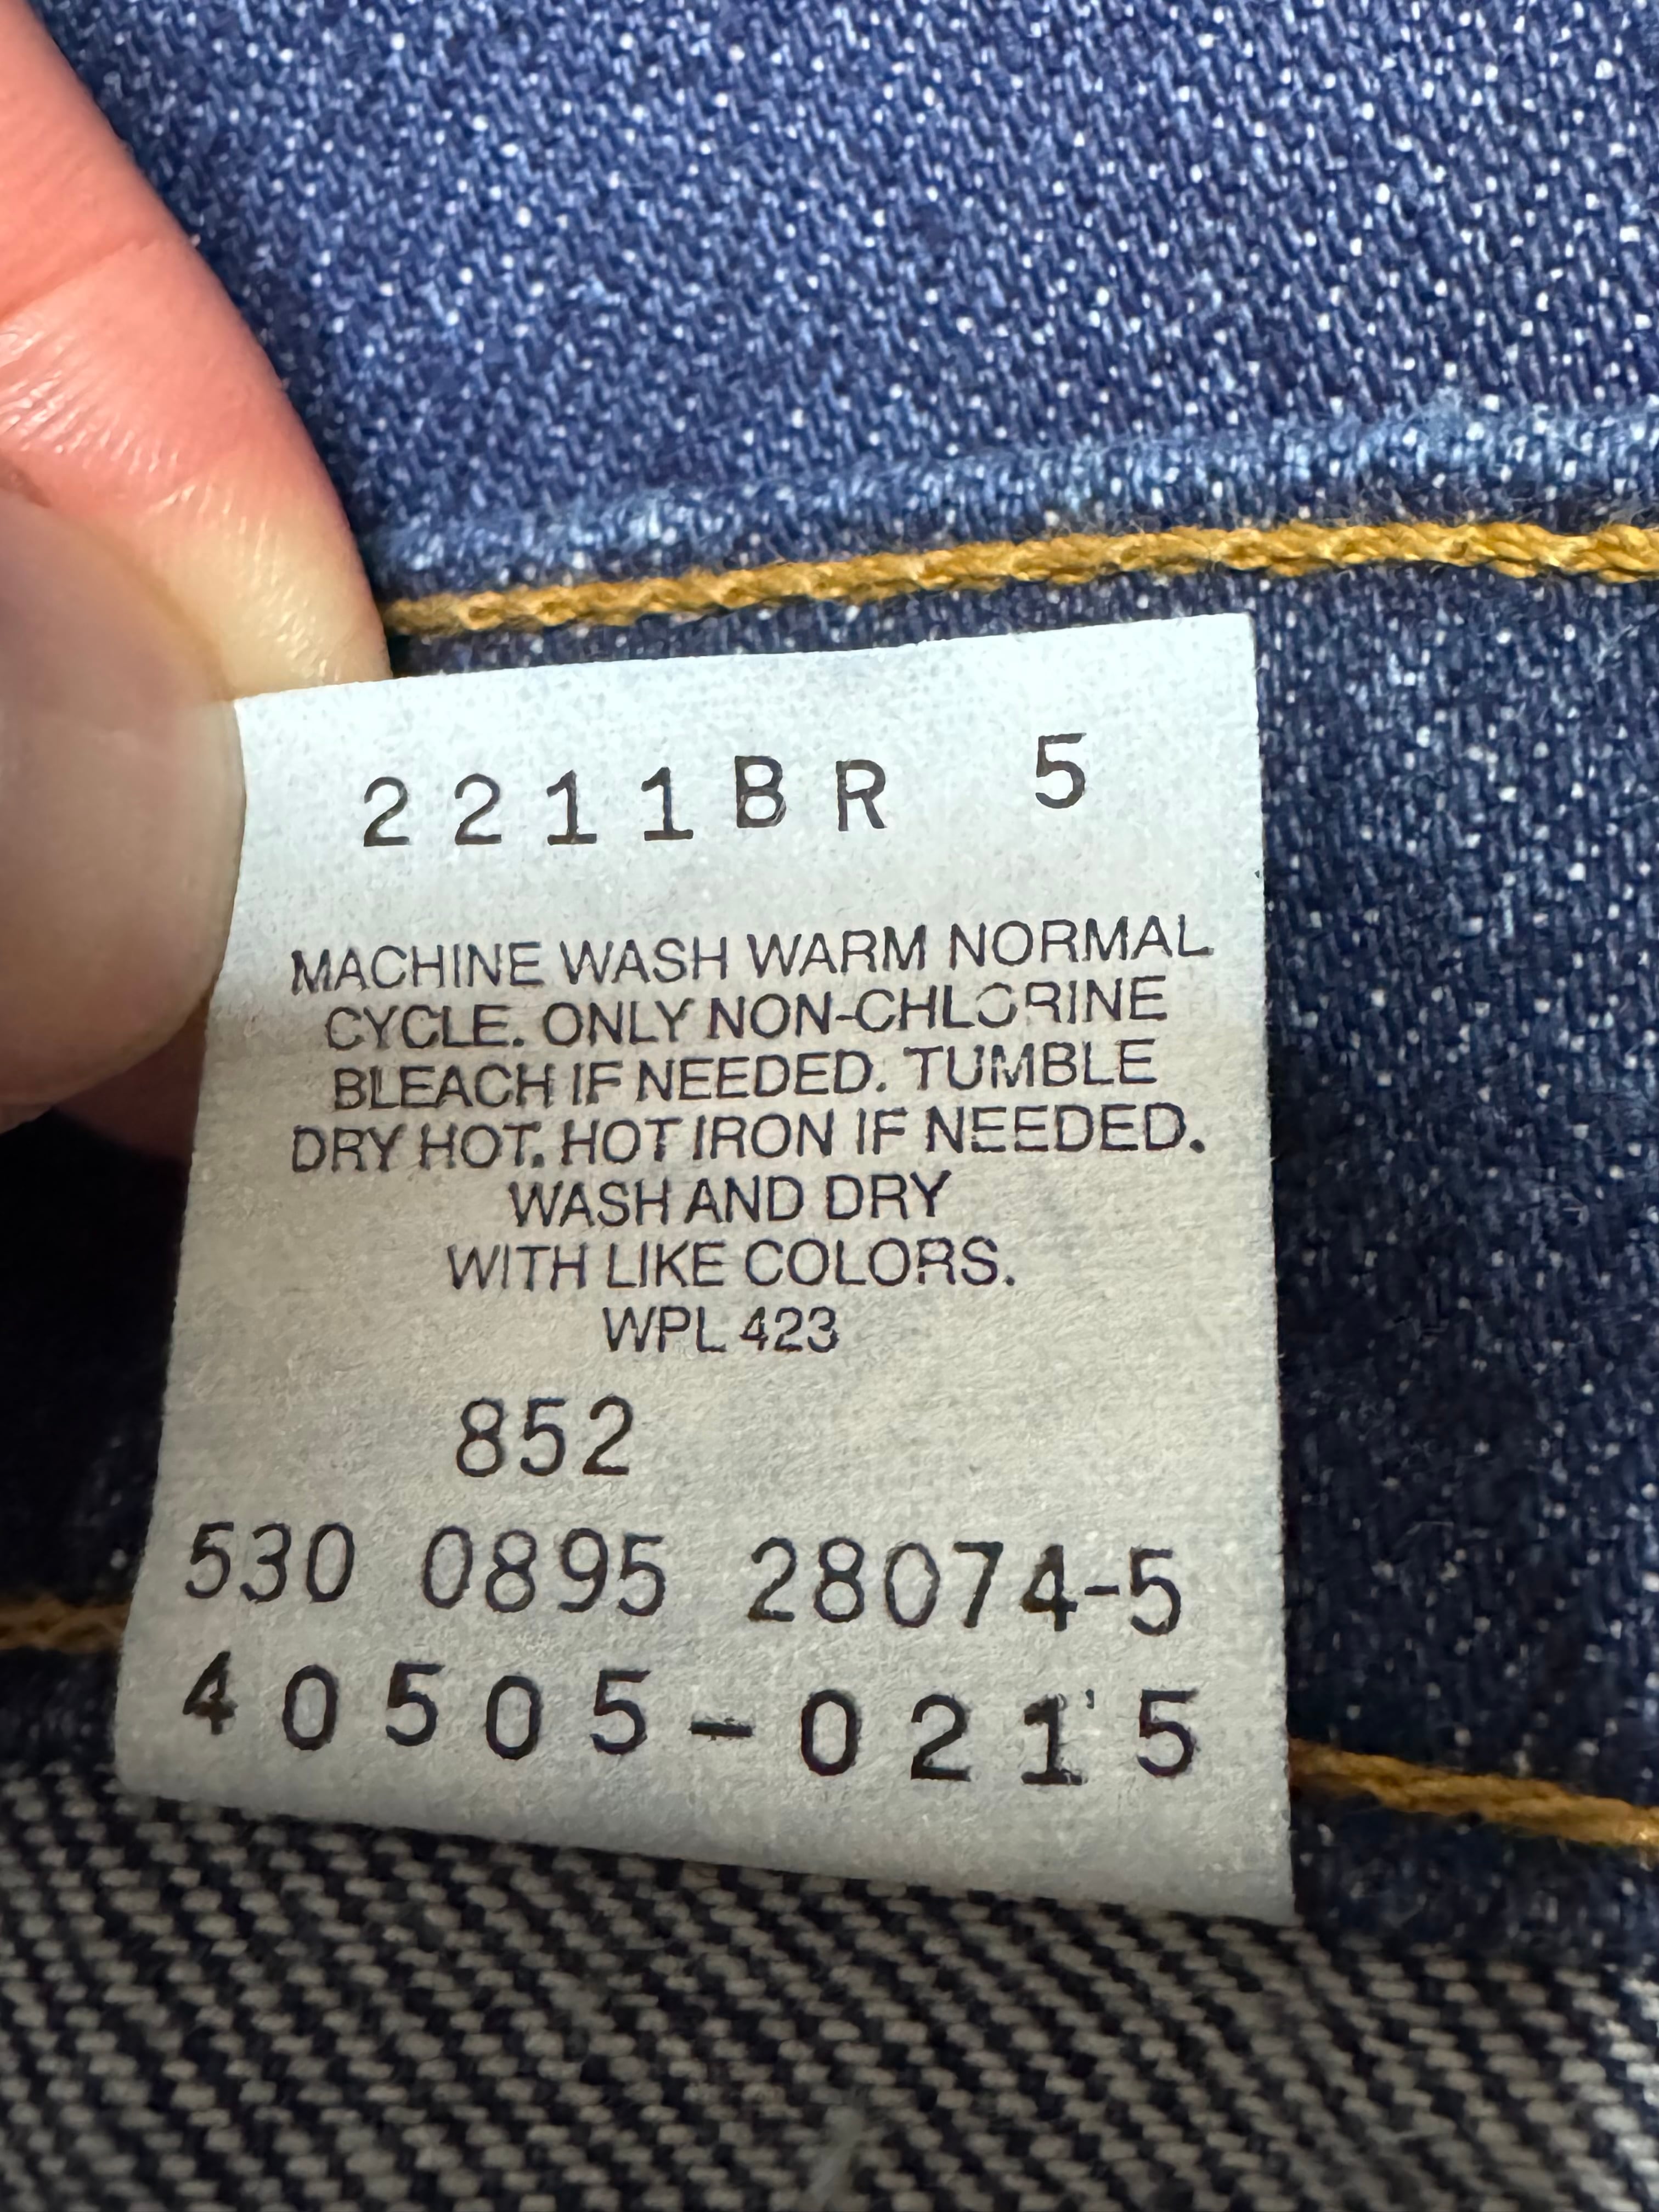 2211BR 5
MACHINE WASH WARM NORMAL
CYCLE. ONLY NON-CHLORINE
BLEACH IF NEEDED. TUMBLE
DRY HOT. HOT IRON IF NEEDED.
WASH AND DRY
WITH LIKE COLORS.
WPL 423
852
530 0895 28074-5
40505-0215